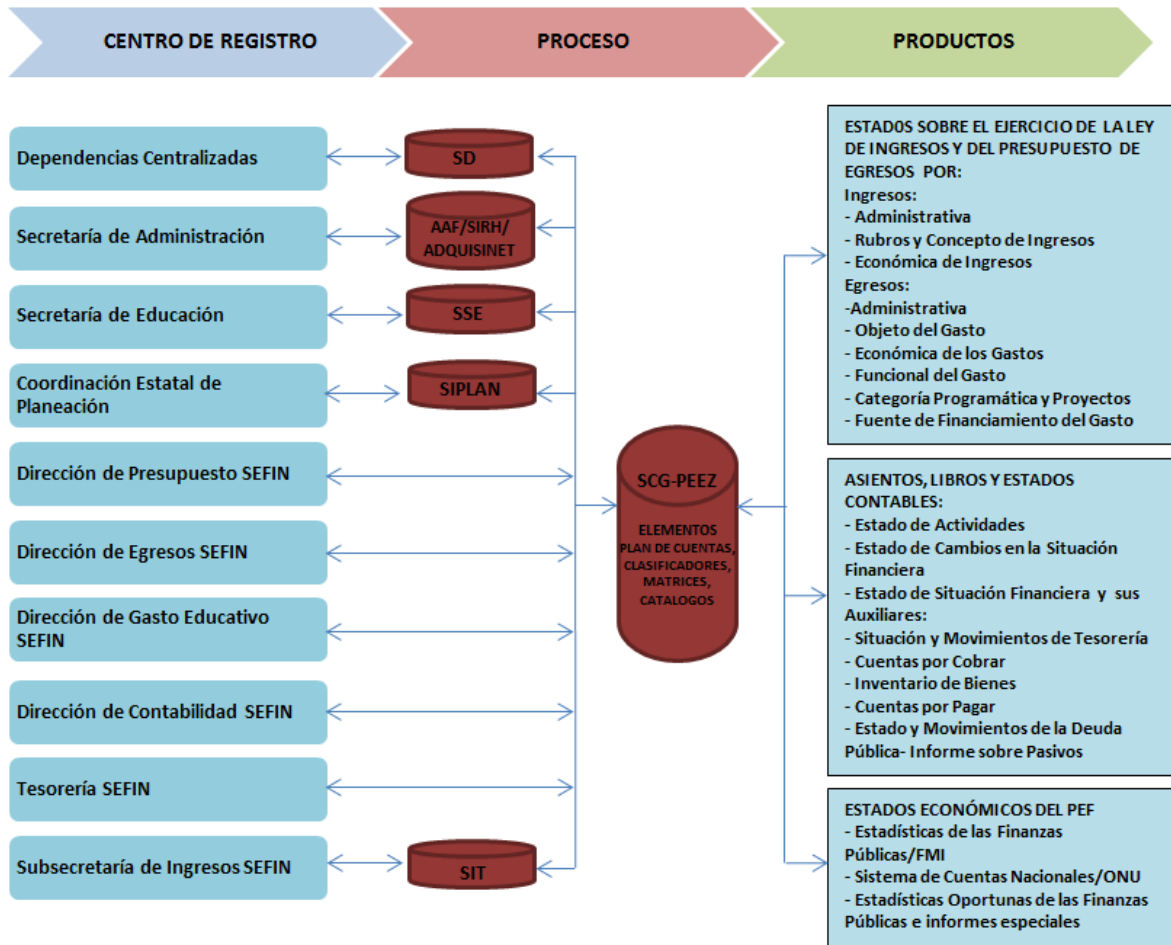 CENTRO DE REGISTRO
PROCESO
PRODUCTOS
Dependencias Centralizadas
SD
Secretaría de Administración
AAF/SIRH/
ADQUISINET
Secretaría de Educación
SSE
Coordinación Estatal de
Planeación
SIPLAN
Dirección de Presupuesto SEFIN
Dirección de Egresos SEFIN
Dirección de Gasto Educativo
SEFIN
Dirección de Contabilidad SEFIN
Tesorería SEFIN
Subsecretaría de Ingresos SEFIN
SIT
SCG-PEEZ
ELEMENTOS
PLAN DE CUENTAS,
CLASIFICADORES,
MATRICES,
CATALOGOS
ESTAD0S SOBRE EL EJERCICIO DE LA LEY
DE INGRESOS Y DEL PRESUPUESTO DE
EGRESOS POR:
Ingresos:
- Administrativa
- Rubros y Concepto de Ingresos
- Económica de Ingresos
Egresos:
-Administrativa
- Objeto del Gasto
- Económica de los Gastos
- Funcional del Gasto
- Categoría Programática y Proyectos
- Fuente de Financiamiento del Gasto
ASIENTOS, LIBROS Y ESTADOS
CONTABLES:
- Estado de Actividades
- Estado de Cambios en la Situación
Financiera
- Estado de Situación Financiera y sus
Auxiliares:
- Situación y Movimientos de Tesorería
- Cuentas por Cobrar
- Inventario de Bienes
- Cuentas por Pagar
- Estado y Movimientos de la Deuda
Pública- Informe sobre Pasivos
ESTADOS ECONÓMICOS DEL PEF
- Estadísticas de las Finanzas
Públicas/FMI
- Sistema de Cuentas Nacionales/ONU
- Estadísticas Oportunas de las Finanzas
Públicas e informes especiales